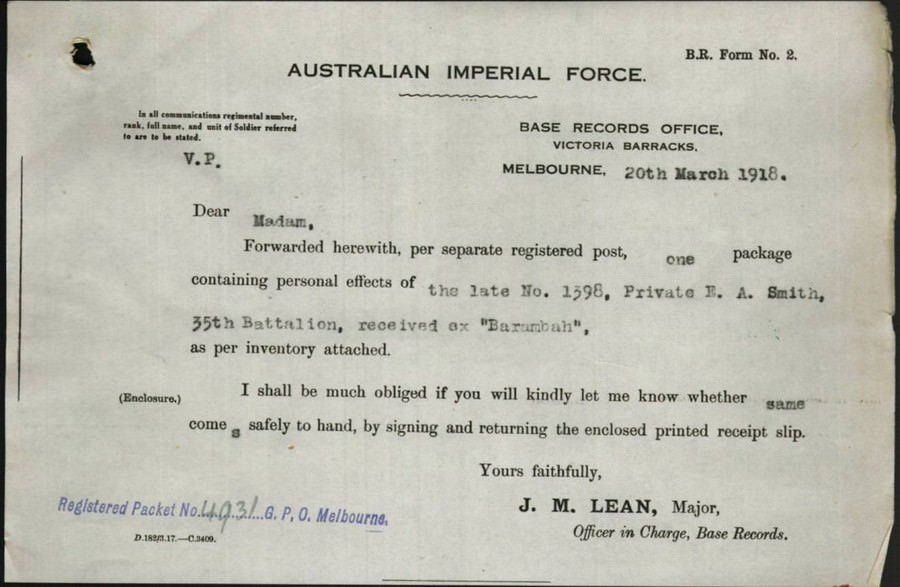 B.R. Form No. 2.
AUSTRALIAN IMPERIAL FORCE.
In all communications regimental number,
rank, full name, and unit of Soldier referred
to are to be stated.
BASE RECORDS OFFICE,
VICTORIA BARRACKS,
V.P.
MELBOURNE, 20th March 1918.
Dear Madam,
Forwarded herewith, per separate registered post, one package
containing personal effects of the late No. 1398, Private E. A. Smith,
35th Battalion, received ex "Barambah",
as per inventory attached.
(Enclosure.) I shall be much obliged if you will kindly let me know whether same
come s safely to hand, by signing and returning the enclosed printed receipt slip.
Yours faithfully,
J. M. LEAN, Major,
Officer in Charge, Base Records.
Registered Packet No. 4931 G. P. O. Melbourne.
D.182/3.17.—C.3409.